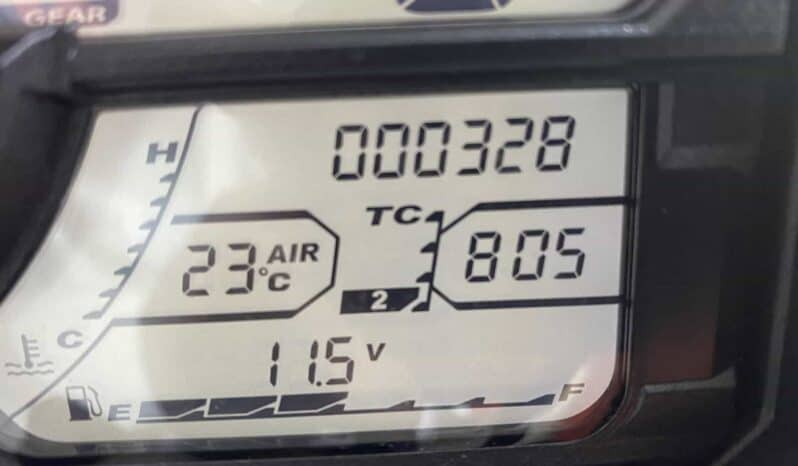 GEAR
000328
H
TC
23 AIR °C
805
2
C
11.5 V
E
F